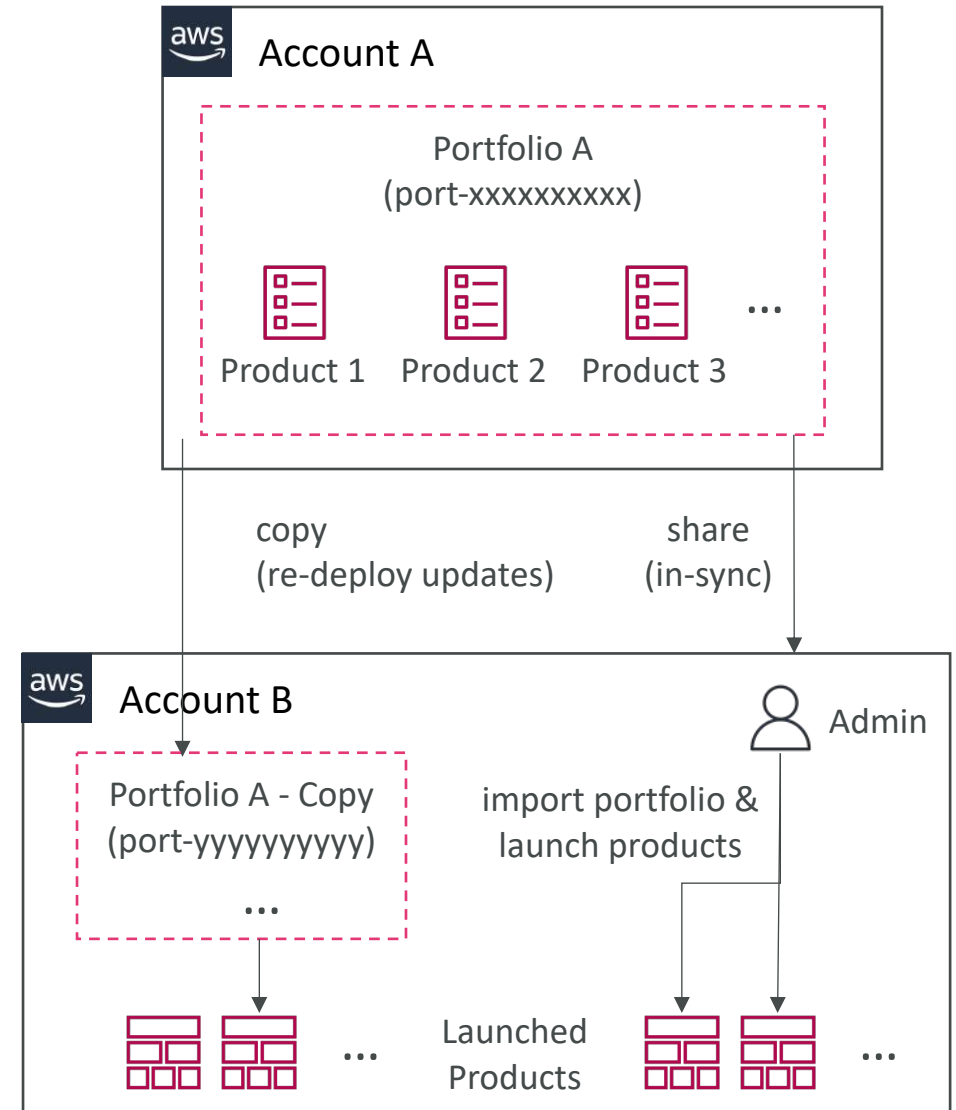 aws
Account A
Portfolio A
(port-xxxxxxxxxx)
Product 1
Product 2
Product 3
...
copy
(re-deploy updates)
share
(in-sync)
aws
Account B
Admin
Portfolio A - Copy
(port-yyyyyyyyyy)
...
import portfolio &
launch products
...
Launched
Products
...